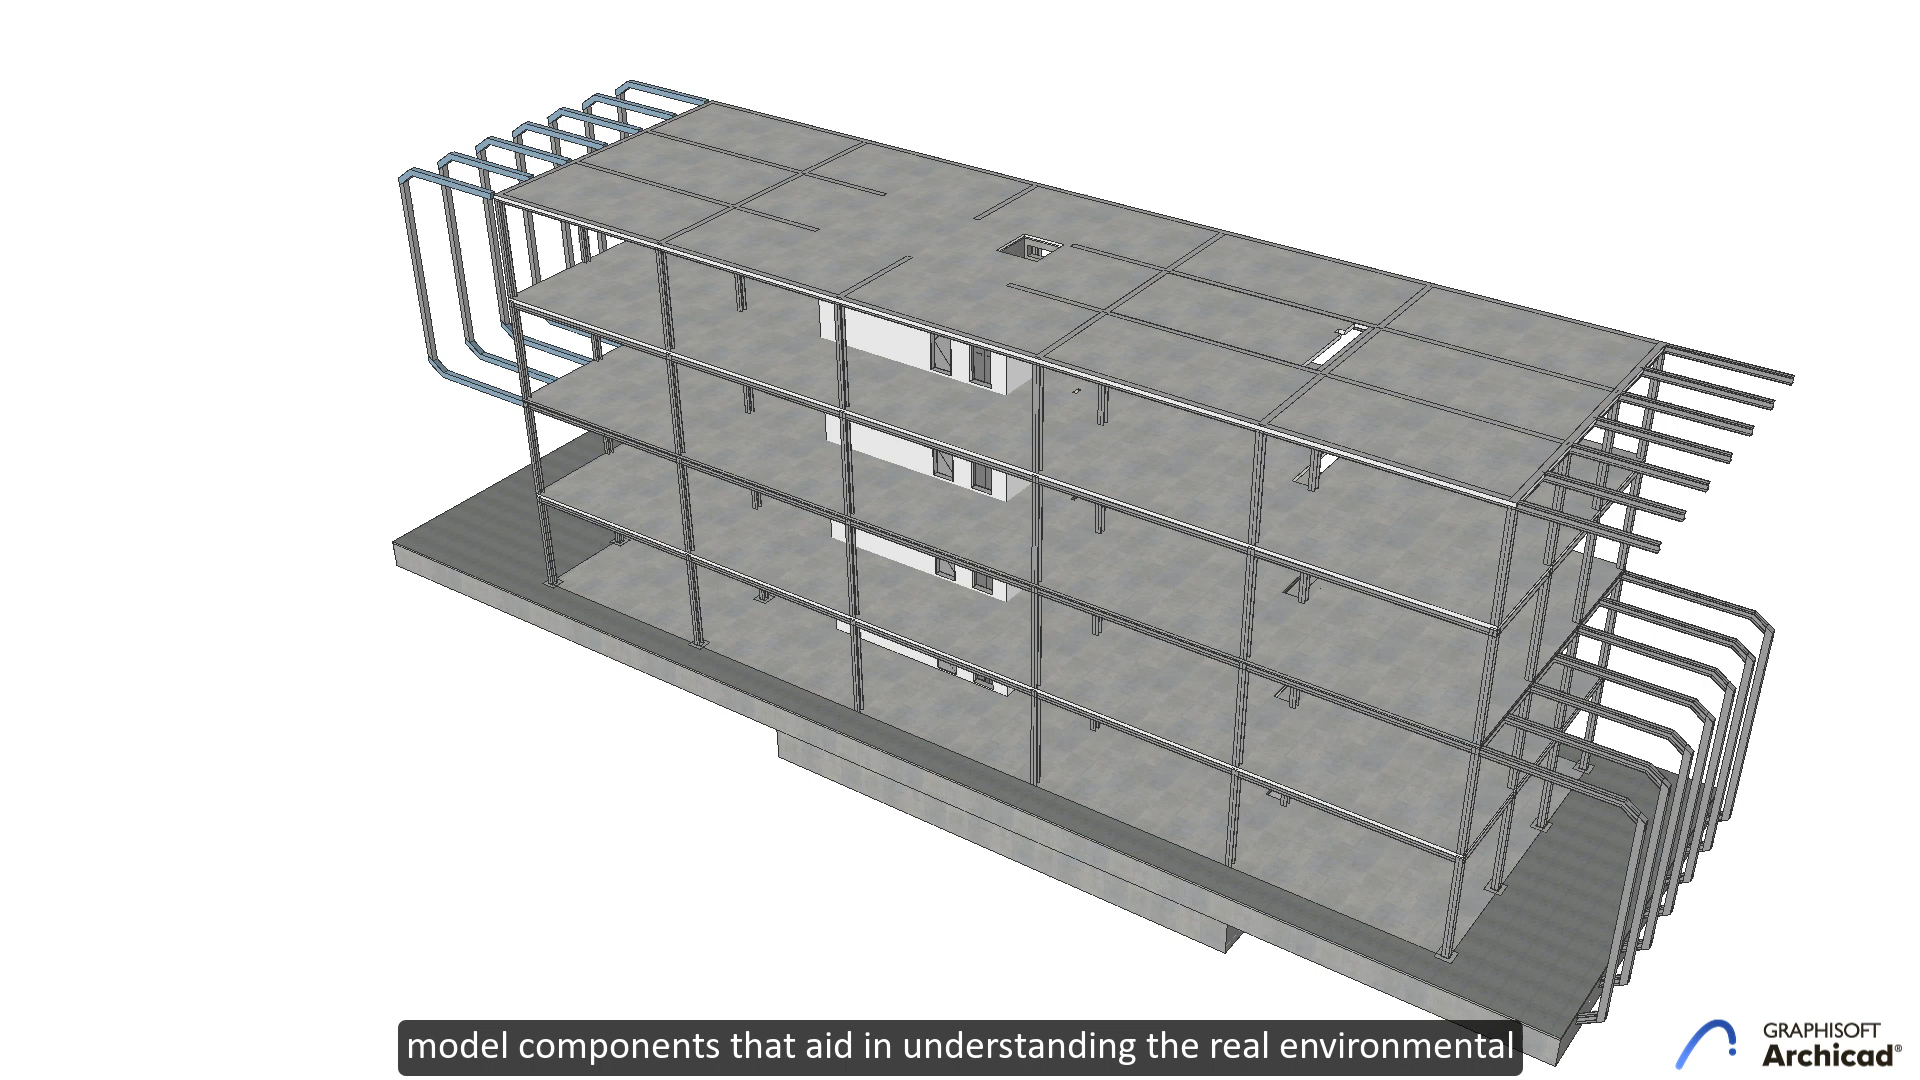 model components that aid in understanding the real environmental
GRAPHISOFT
Archicad®